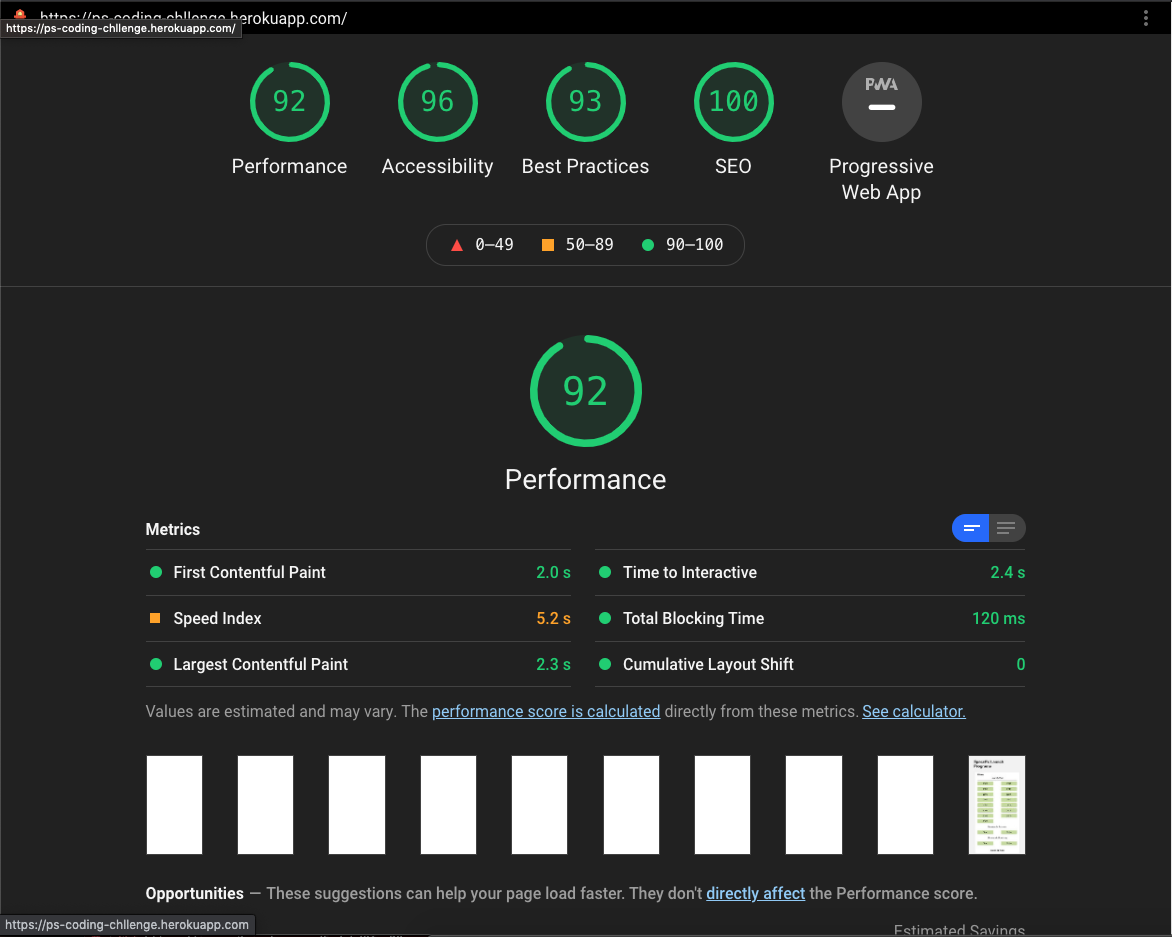 https://ps-coding-chllenge.herokuapp.com/
https://ps-coding-chllenge.herokuapp.com/
92 96 93 100 PWA
Performance Accessibility Best Practices SEO Progressive
Web App
0–49 50–89 90–100
92
Performance
Metrics
First Contentful Paint 2.0 s Time to Interactive 2.4 s
Speed Index 5.2 s Total Blocking Time 120 ms
Largest Contentful Paint 2.3 s Cumulative Layout Shift 0
Values are estimated and may vary. The performance score is calculated directly from these metrics. See calculator.
Opportunities — These suggestions can help your page load faster. They don't directly affect the Performance score.
https://ps-coding-chllenge.herokuapp.com
Estimated Savings